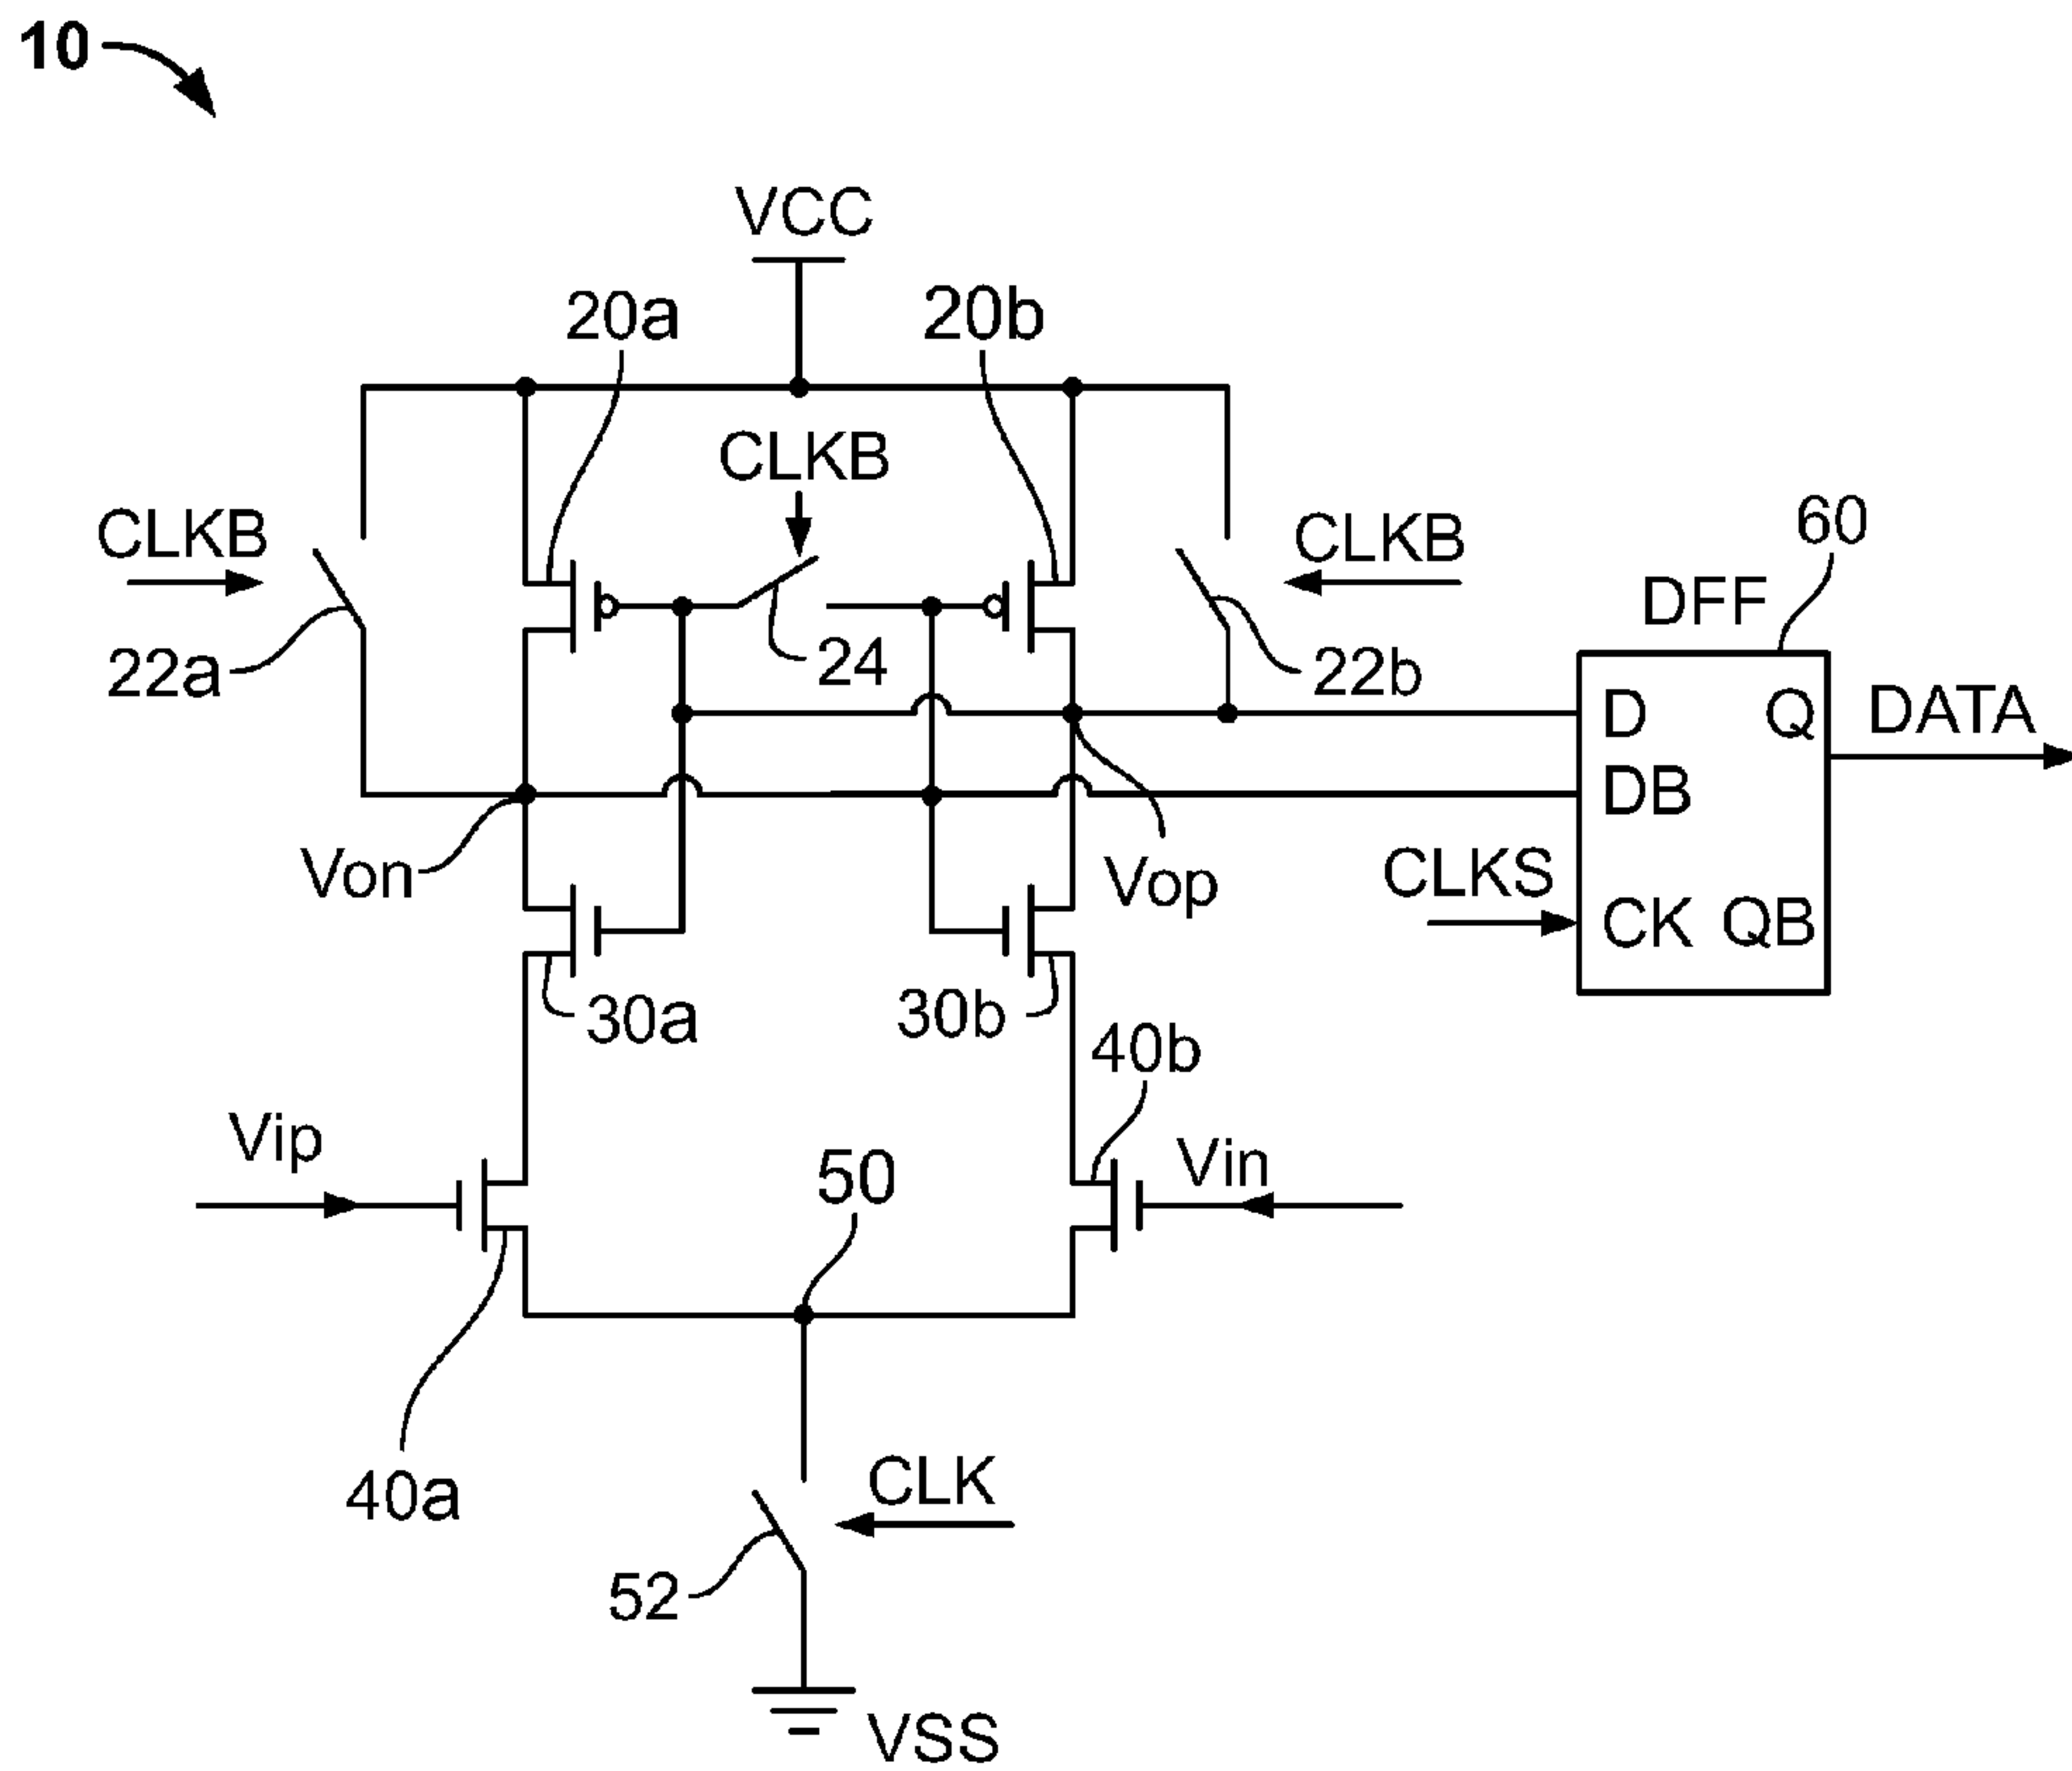 10
VCC
20a
20b
CLKB
CLKB
CLKB
60
DFF
22a
24
22b
D
Q
DATA
DB
Von
Vop
CLKS
CK
QB
30a
30b
40b
Vip
Vin
50
40a
CLK
52
VSS